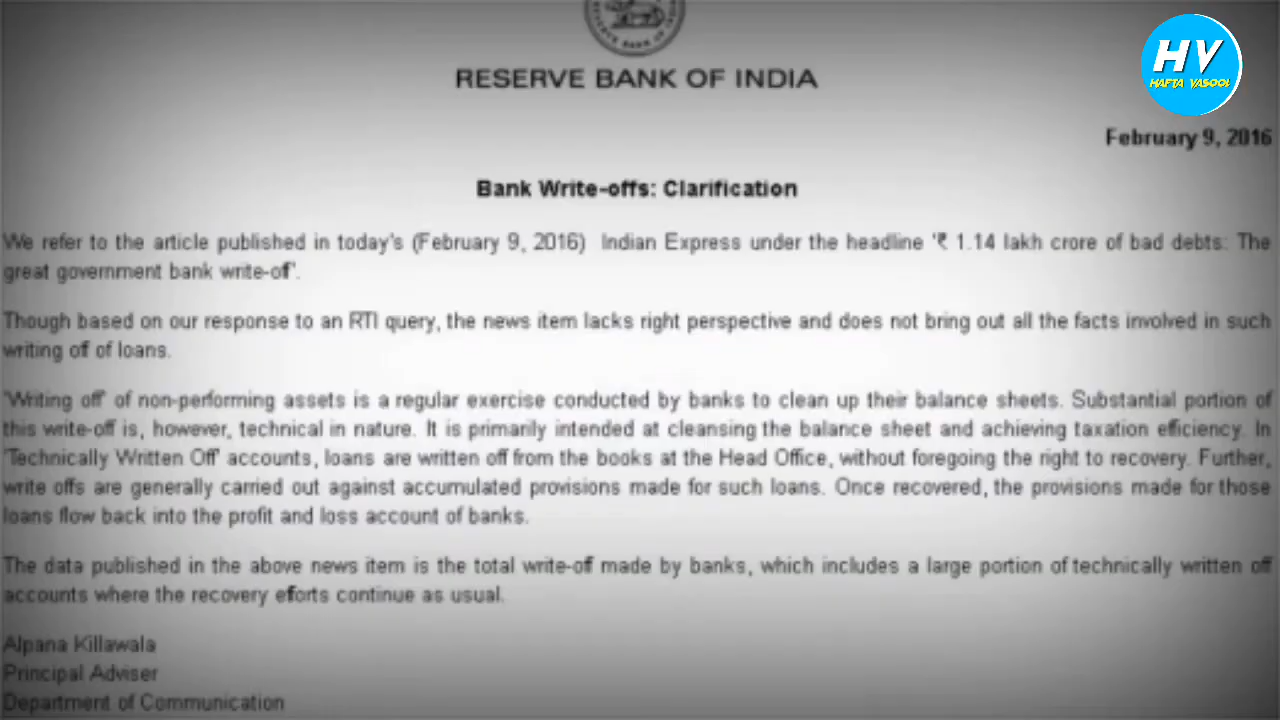 HV
HAFTA VASOOL
RESERVE BANK OF INDIA
February 9, 2016
Bank Write-offs: Clarification
We refer to the article published in today's (February 9, 2016) Indian Express under the headline '₹ 1.14 lakh crore of bad debts: The
great government bank write-off'.
Though based on our response to an RTI query, the news item lacks right perspective and does not bring out all the facts involved in such
writing off of loans.
'Writing off' of non-performing assets is a regular exercise conducted by banks to clean up their balance sheets. Substantial portion of
this write-off is, however, technical in nature. It is primarily intended at cleansing the balance sheet and achieving taxation efficiency. In
'Technically Written Off' accounts, loans are written off from the books at the Head Office, without foregoing the right to recovery. Further,
write offs are generally carried out against accumulated provisions made for such loans. Once recovered, the provisions made for those
loans flow back into the profit and loss account of banks.
The data published in the above news item is the total write-off made by banks, which includes a large portion of technically written off
accounts where the recovery efforts continue as usual.
Alpana Killawala
Principal Adviser
Department of Communication